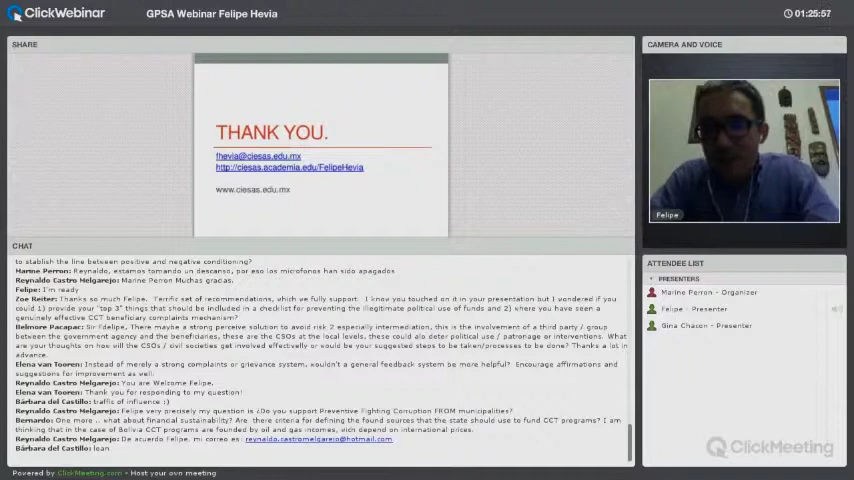 ClickWebinar
GPSA Webinar Felipe Hevia
01:25:57
SHARE
CAMERA AND VOICE
THANK YOU.
fhevia@ciesas.edu.mx
http://ciesas.academia.edu/FelipeHevia
www.ciesas.edu.mx
Felipe
CHAT
to stablish the line between positive and negative conditioning?
Marine Perron: Reynaldo, estamos tomando un descanso, por eso los microfonos han sido apagados
Reynaldo Castro Melgarejo: Marine Perron Muchas gracias.
Felipe: I'm ready
Zoe Reiter: Thanks so much Felipe. Terrific set of recommendations, which we fully support. I know you touched on it in your presentation but I wondered if you
could 1) provide your "top 3" things that should be included in a checklist for preventing the illegitimate political use of funds and 2) where you have seen a
genuinely effective CCT beneficiary complaints mechanism?
Belmore Pacapac: Sir Fdelipe. There maybe a strong perceive solution to avoid risk 2 especially intermediation, this is the involvement of a third party / group
between the government agency and the beneficiaries, these are the CSOs at the local levels, these could alo deter political use / patronage or interventions. What
are your thoughts on how will the CSOs / civil societies get involved effectivally or would be your suggested steps to be taken/processes to be done? Thanks a lot in
advance.
Elena van Tooren: Instead of merely a strong complaints or grievance system, wouldn't a general feedback system be more helpful? Encourage affirmations and
suggestions for improvement as well.
Reynaldo Castro Melgarejo: You are Welcome Felipe.
Elena van Tooren: Thank you for responding to my question!
Bárbara del Castillo: traffic of influence :)
Reynaldo Castro Melgarejo: Felipe very precisely my question is ¿Do you support Preventive Fighting Corruption FROM municipalities?
Bernardo: One more .. what about financial sustainability? Are there criteria for defining the found sources that the state should use to fund CCT programs? I am
thinking that in the case of Bolivia CCT programs are founded by oil and gas incomes, vich depend on international prices.
Reynaldo Castro Melgarejo: De acuerdo Felipe, mi correo es: reynaldo.castromelgarejo@hotmail.com
Bárbara del Castillo: loan
ATTENDEE LIST
PRESENTERS
Marine Perron - Organizer
Felipe - Presenter
Gina Chacon - Presenter
ClickMeeting
Powered by ClickMeeting.com • Host your own meeting